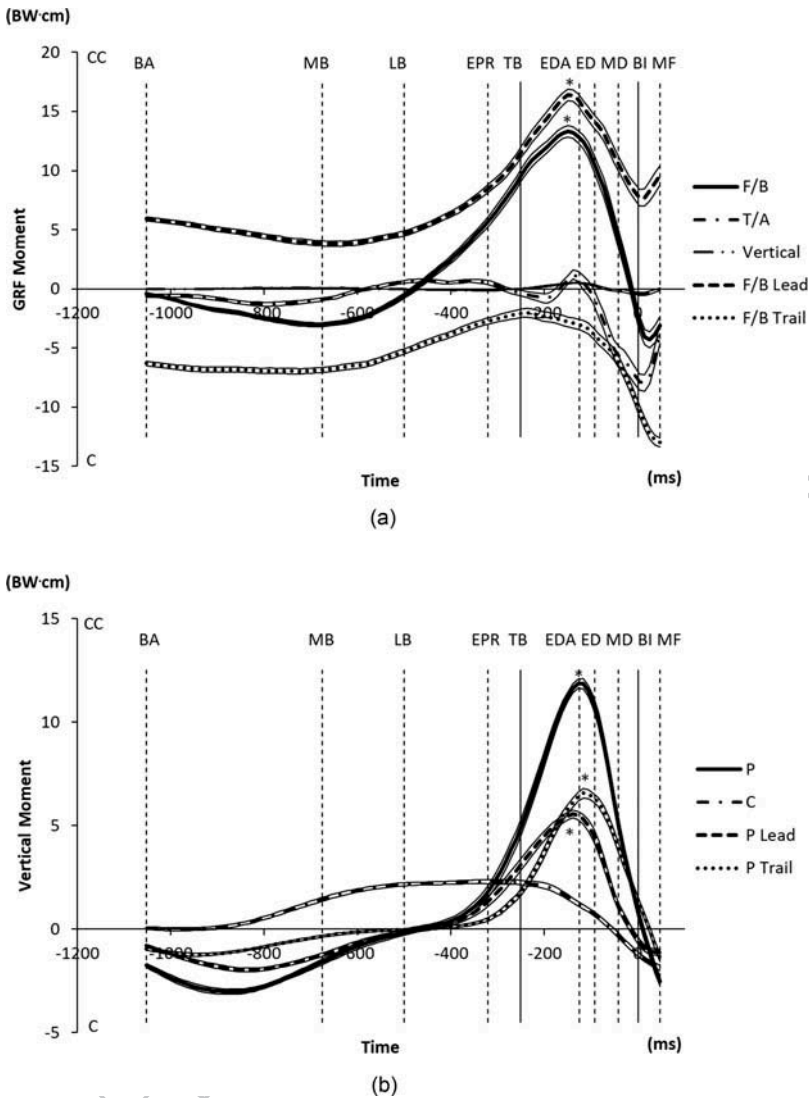 (BW·cm)
20
CC
BA
MB
LB
EPR
TB
EDA
ED
MD
BI
MF
*
*
15
10
5
0
-5
-10
-15
GRF Moment
-1200
-1000
-800
-600
-400
-200
0
C
Time
(ms)
F/B
T/A
Vertical
F/B Lead
F/B Trail
(a)
(BW·cm)
15
CC
BA
MB
LB
EPR
TB
EDA
ED
MD
BI
MF
*
*
*
10
5
0
-5
Vertical Moment
-1200
-1000
-800
-600
-400
-200
0
C
Time
(ms)
P
C
P Lead
P Trail
(b)